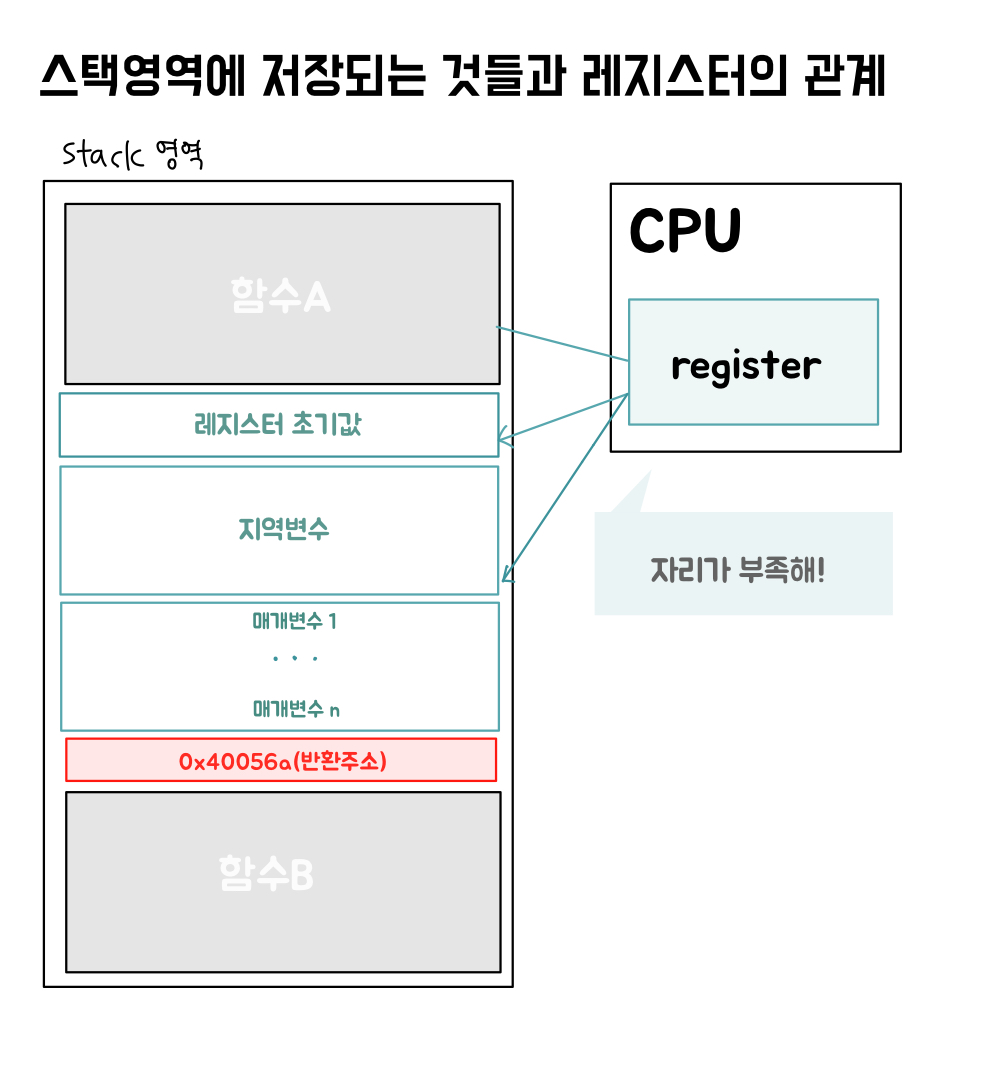 스택영역에 저장되는 것들과 레지스터의 관계
Stack 영역
함수A
레지스터 초기값
지역변수
매개변수 1
. . .
매개변수 n
0x40056a(반환주소)
함수B
CPU
register
자리가 부족해!